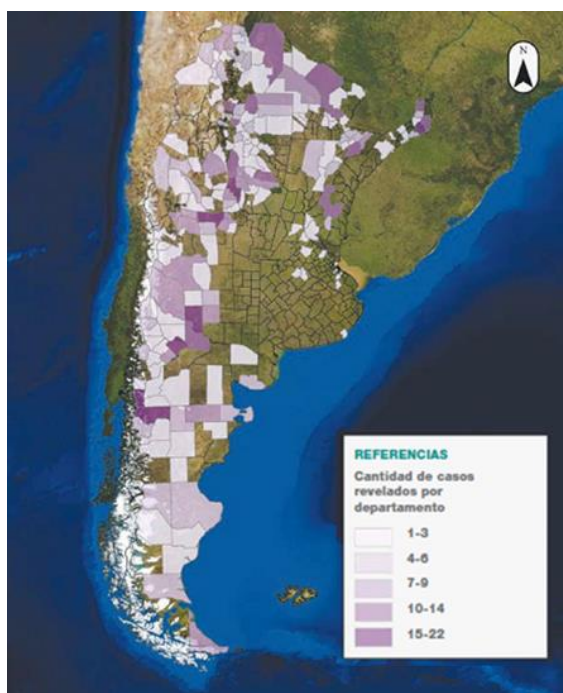 N
REFERENCIAS
Cantidad de casos
revelados por
departamento
1-3
4-6
7-9
10-14
15-22